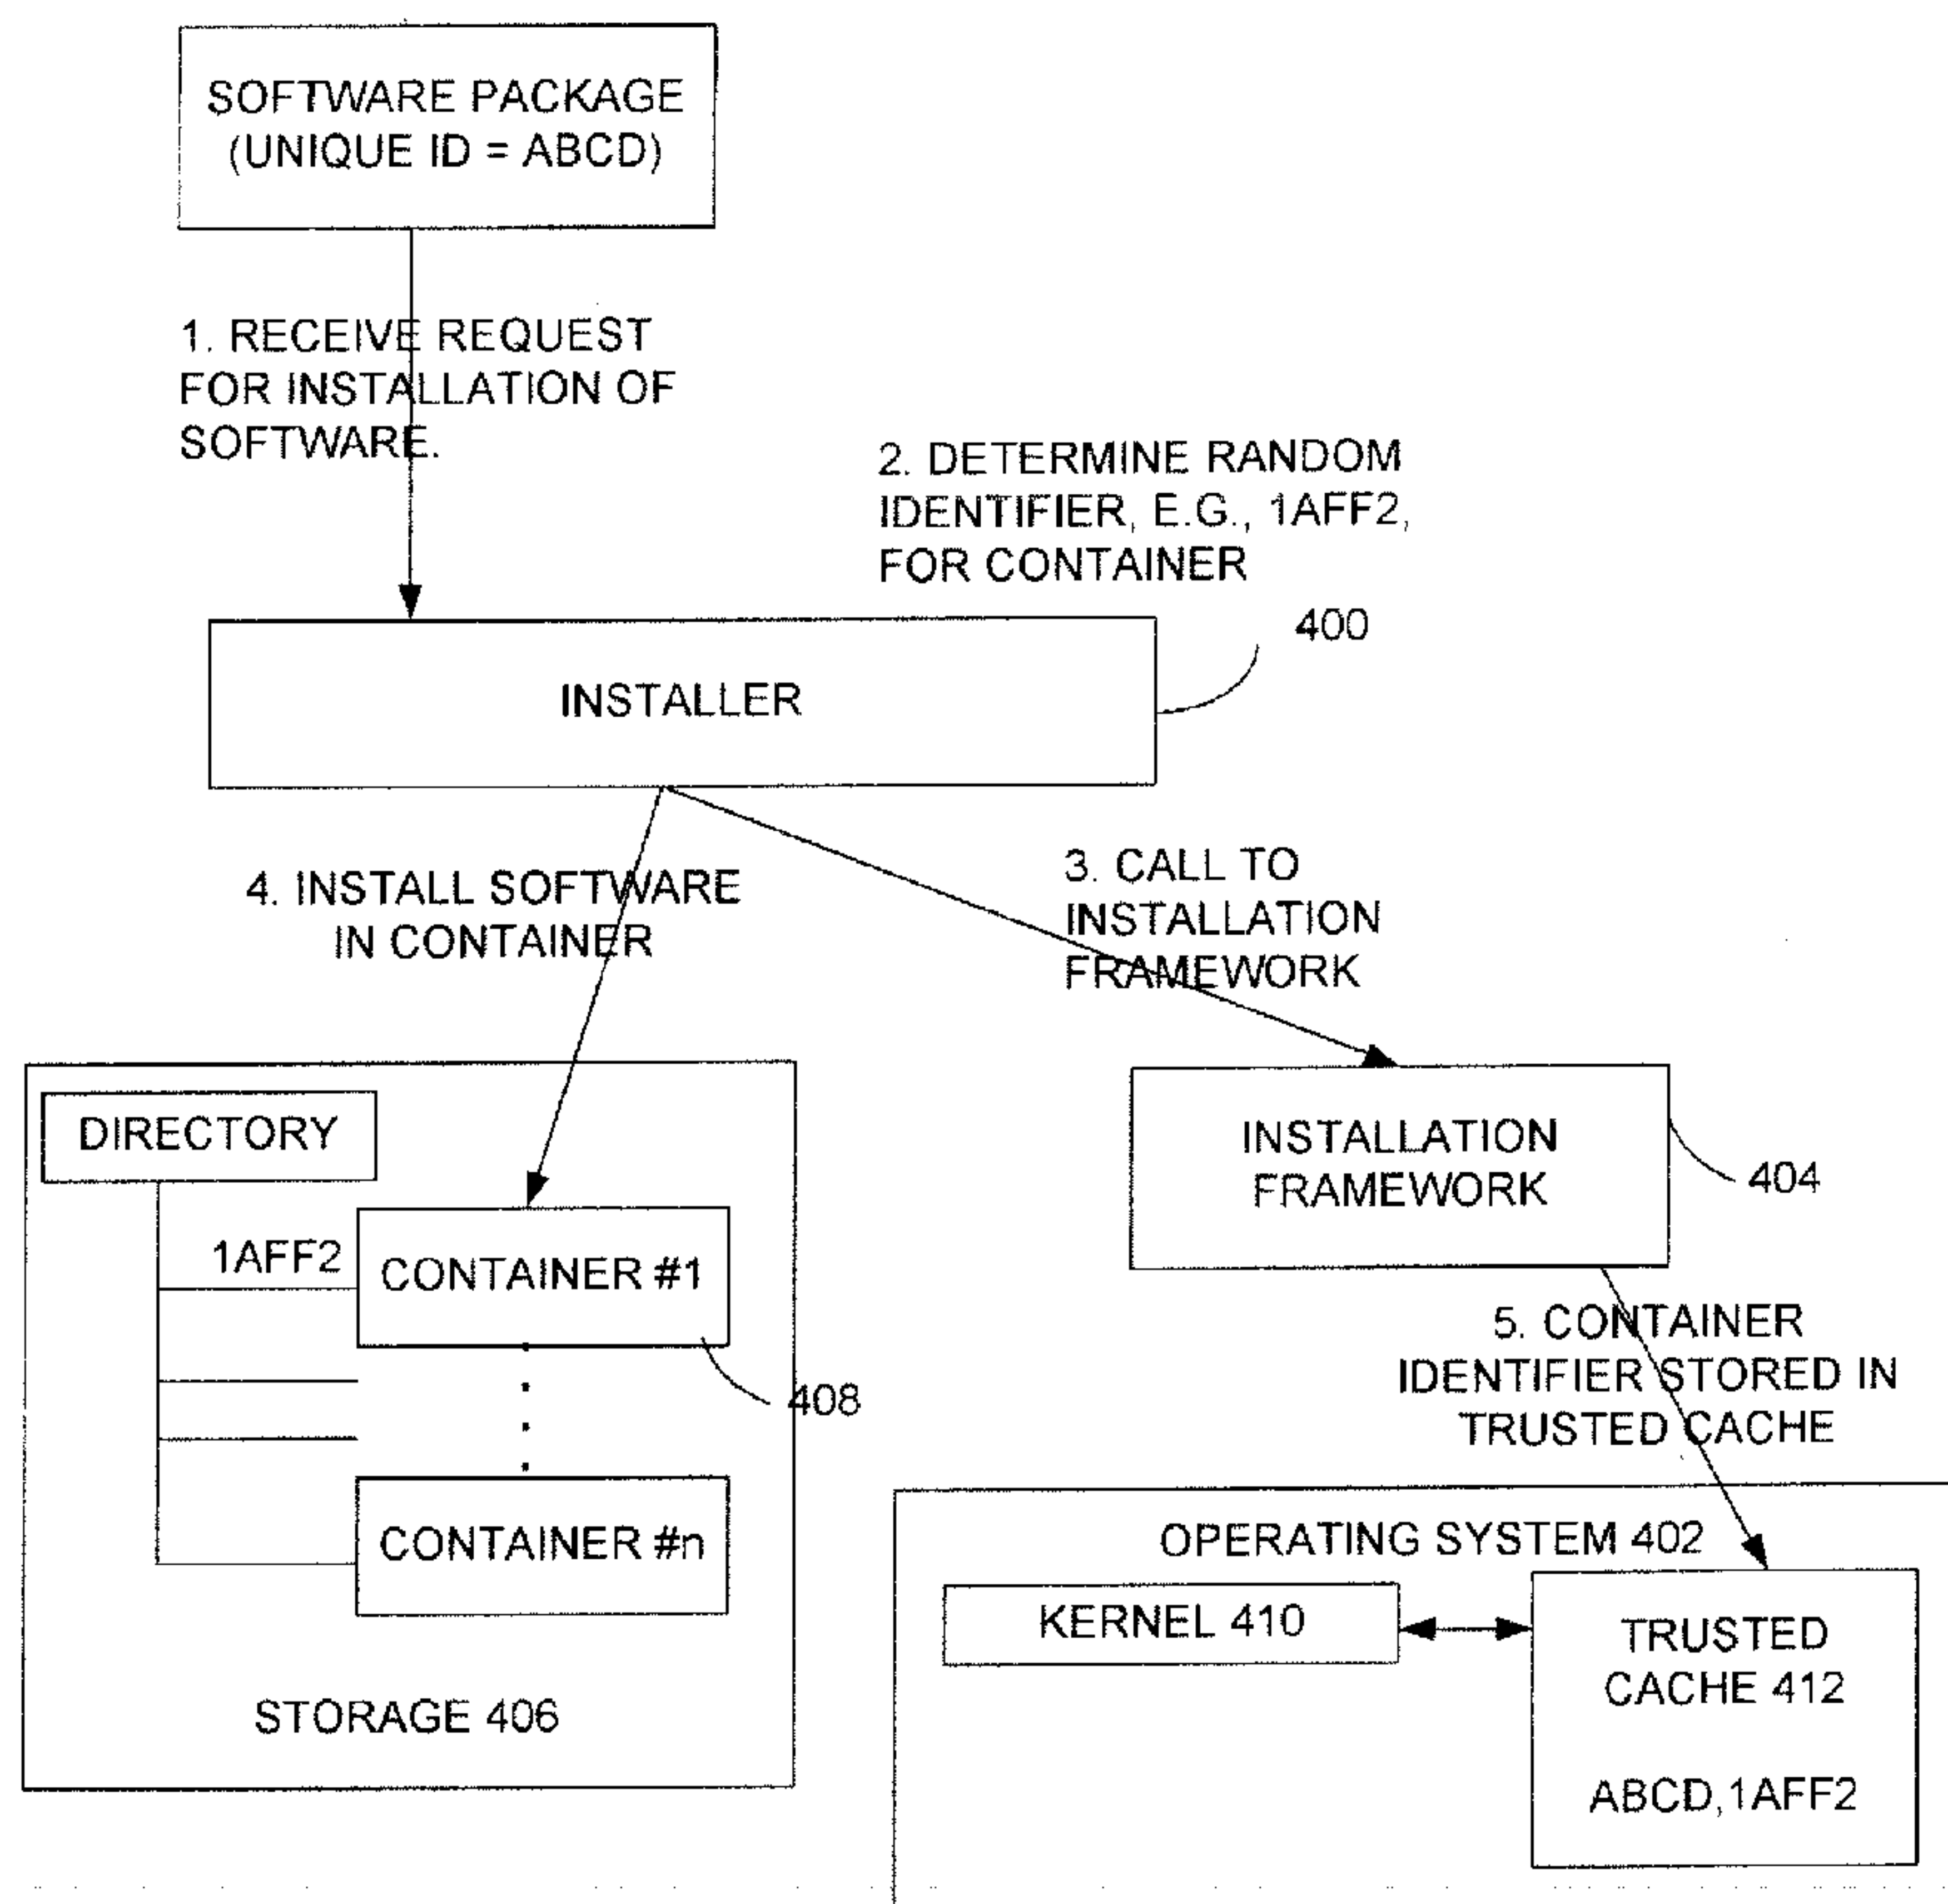 SOFTWARE PACKAGE
(UNIQUE ID = ABCD)
1. RECEIVE REQUEST
FOR INSTALLATION OF
SOFTWARE.
2. DETERMINE RANDOM
IDENTIFIER, E.G., 1AFF2,
FOR CONTAINER
400
INSTALLER
4. INSTALL SOFTWARE
IN CONTAINER
3. CALL TO
INSTALLATION
FRAMEWORK
DIRECTORY
INSTALLATION
FRAMEWORK
404
1AFF2
CONTAINER #1
408
5. CONTAINER
IDENTIFIER STORED IN
TRUSTED CACHE
CONTAINER #n
STORAGE 406
OPERATING SYSTEM 402
KERNEL 410
TRUSTED
CACHE 412
ABCD,1AFF2